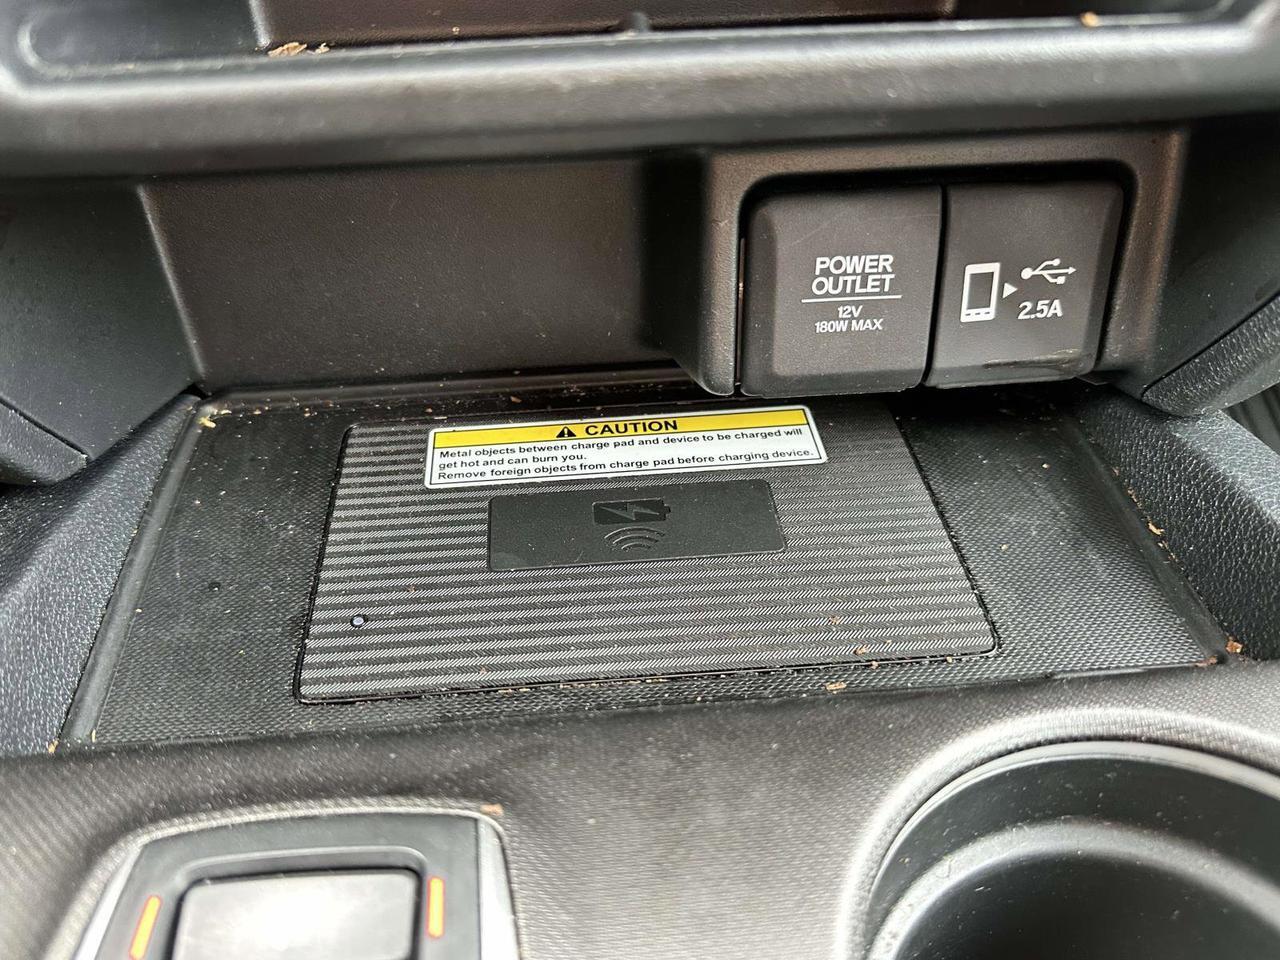 POWER
OUTLET
12V
180W MAX
2.5A
CAUTION
Metal objects between charge pad and device to be charged will
get hot and can burn you.
Remove foreign objects from charge pad before charging device.